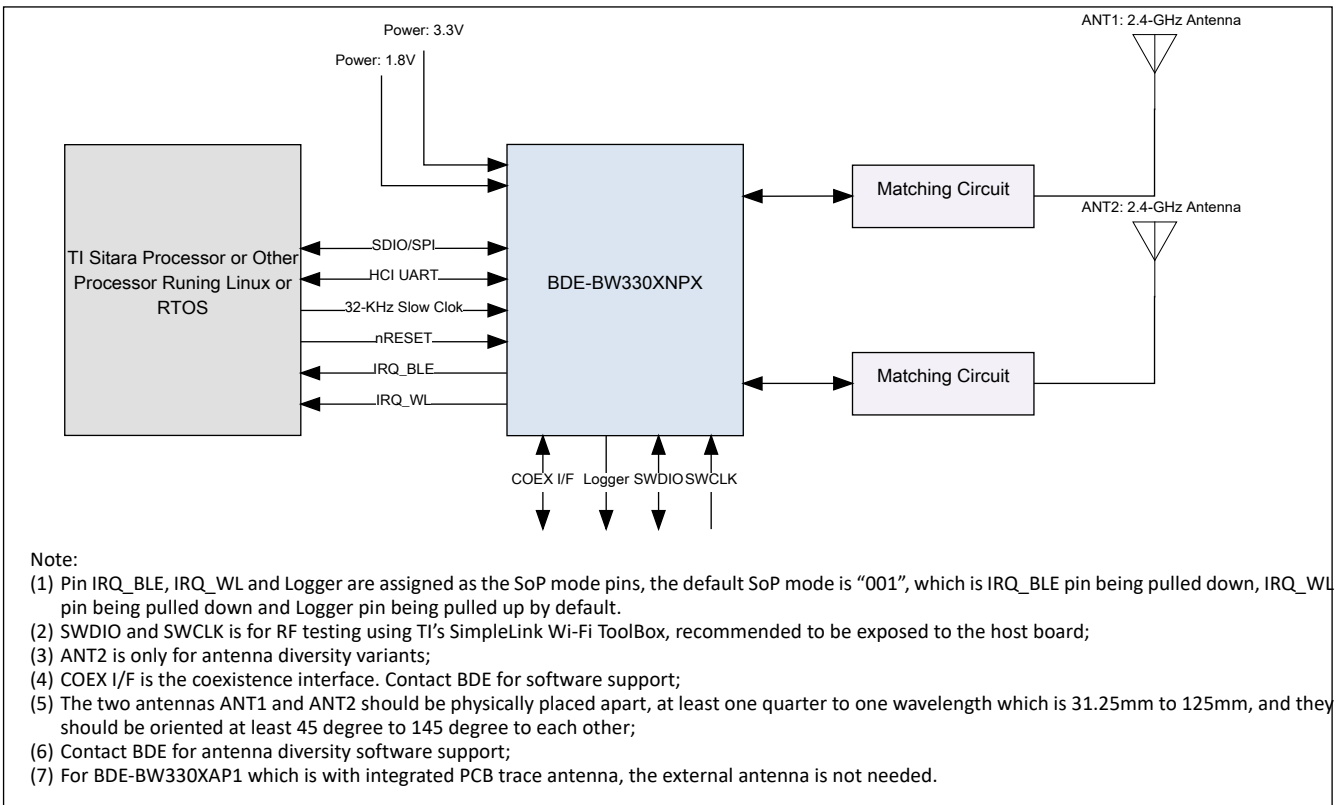 Power: 3.3V
Power: 1.8V
ANT1: 2.4-GHz Antenna
Matching Circuit
ANT2: 2.4-GHz Antenna
TI Sitara Processor or Other
Processor Runing Linux or
RTOS
SDIO/SPI
HCI UART
32-KHz Slow Clok
nRESET
IRQ_BLE
IRQ_WL
BDE-BW330XNPX
Matching Circuit
COEX I/F Logger SWDIO SWCLK
Note:
(1) Pin IRQ_BLE, IRQ_WL and Logger are assigned as the SoP mode pins, the default SoP mode is “001”, which is IRQ_BLE pin being pulled down, IRQ_WL
pin being pulled down and Logger pin being pulled up by default.
(2) SWDIO and SWCLK is for RF testing using TI’s SimpleLink Wi-Fi ToolBox, recommended to be exposed to the host board;
(3) ANT2 is only for antenna diversity variants;
(4) COEX I/F is the coexistence interface. Contact BDE for software support;
(5) The two antennas ANT1 and ANT2 should be physically placed apart, at least one quarter to one wavelength which is 31.25mm to 125mm, and they
should be oriented at least 45 degree to 145 degree to each other;
(6) Contact BDE for antenna diversity software support;
(7) For BDE-BW330XAP1 which is with integrated PCB trace antenna, the external antenna is not needed.